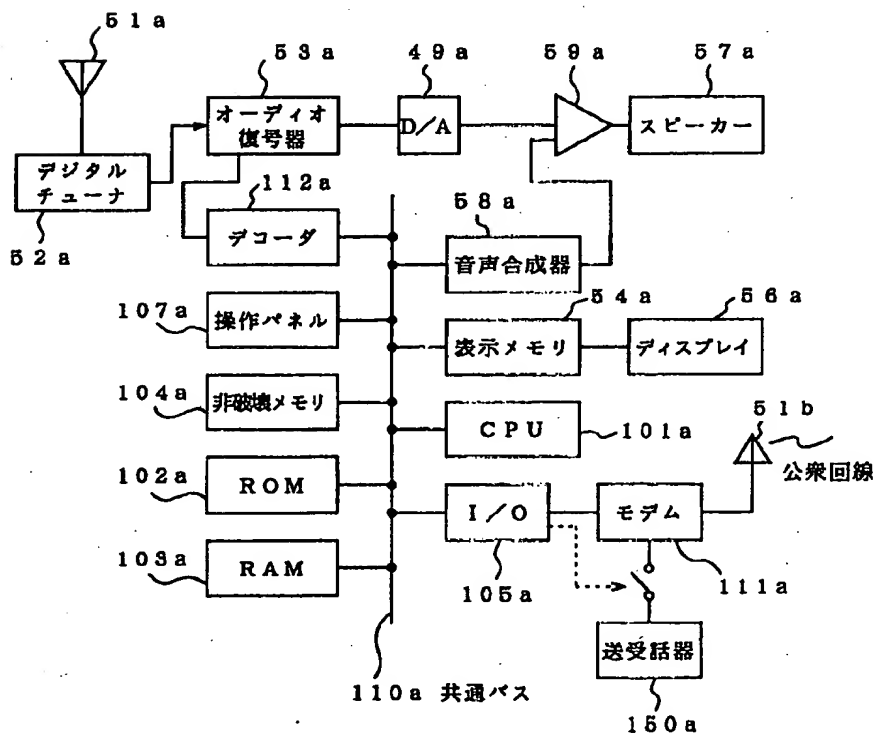 51a
53a
49a
59a
57a
オーディオ
復号器
D/A
スピーカー
デジタル
チューナ
52a
112a
デコーダ
58a
音声合成器
107a
操作パネル
54a
表示メモリ
56a
ディスプレイ
104a
非破壊メモリ
CPU
101a
51b
公衆回線
102a
ROM
I/O
105a
モデム
111a
103a
RAM
110a 共通バス
送受話器
150a